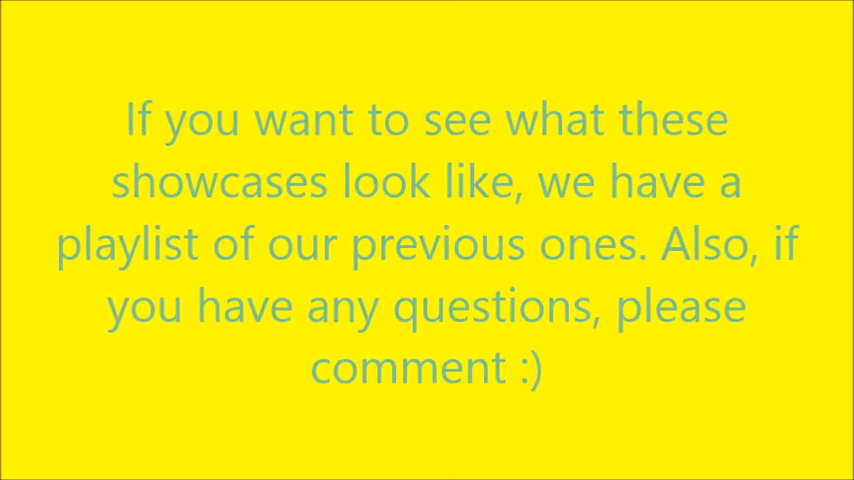 If you want to see what these
showcases look like, we have a
playlist of our previous ones. Also, if
you have any questions, please
comment :)